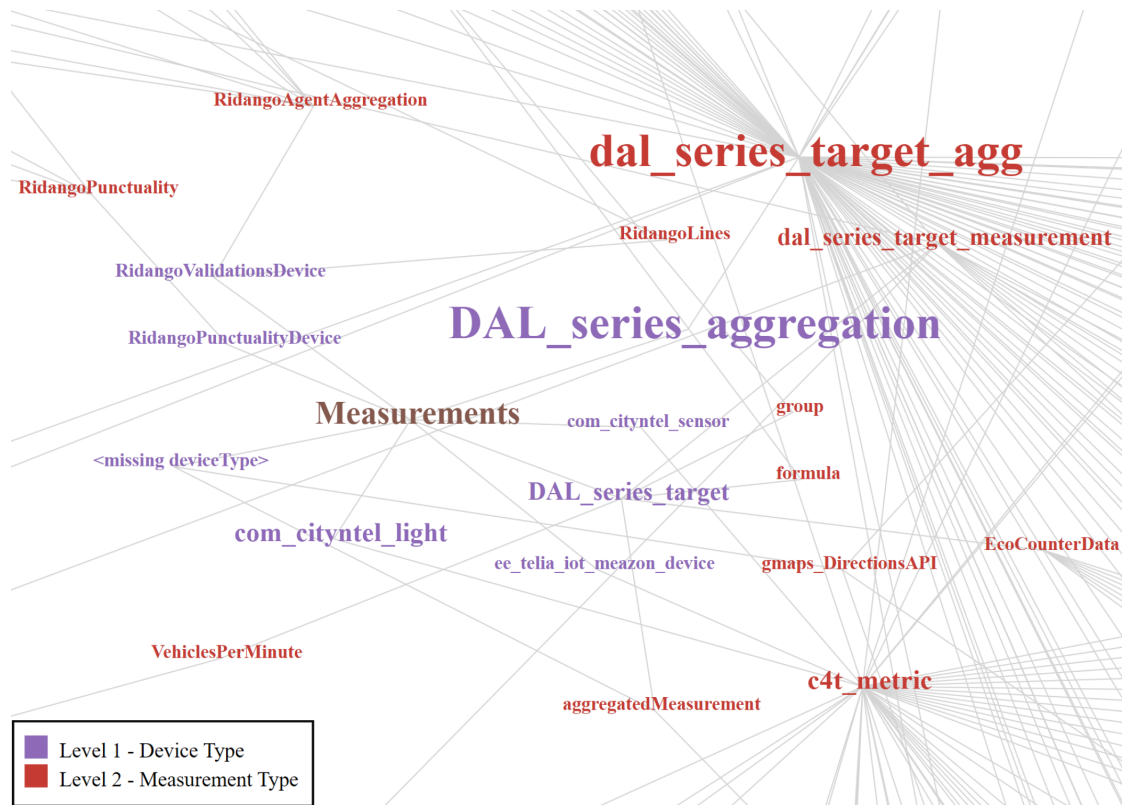 RidangoAgentAggregation
dal_series_target_agg
RidangoPunctuality
RidangoLines
dal_series_target_measurement
RidangoValidationsDevice
DAL_series_aggregation
RidangoPunctualityDevice
Measurements
group
com_cityntel_sensor
<missing deviceType>
formula
DAL_series_target
com_cityntel_light
EcoCounterData
ee_telia_iot_meazon_device
gmaps_DirectionsAPI
VehiclesPerMinute
c4t_metric
aggregatedMeasurement
Level 1 - Device Type
Level 2 - Measurement Type